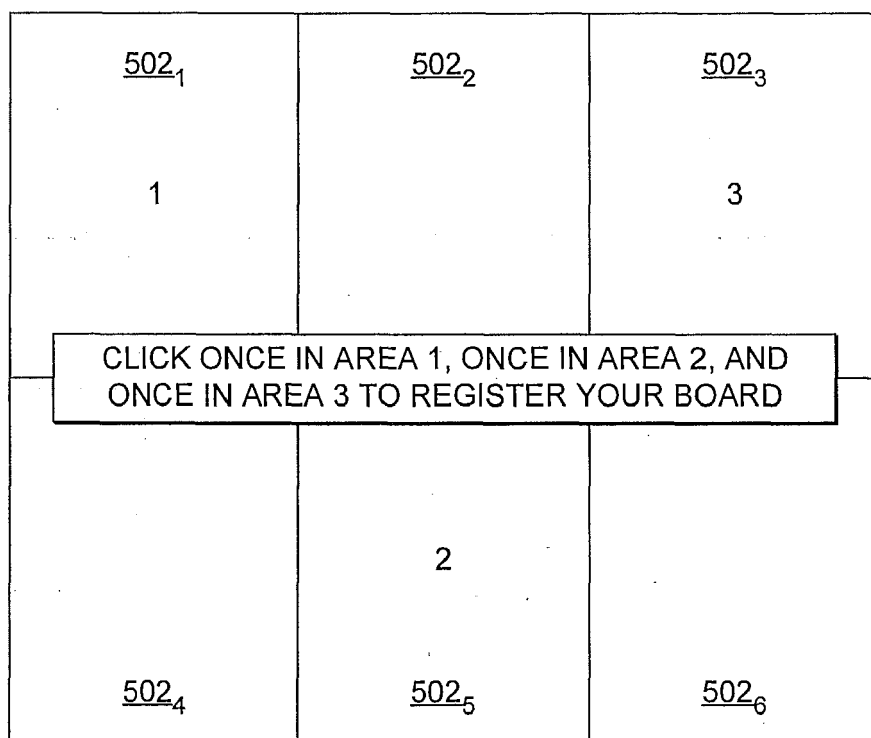 502₁ 502₂ 502₃
1 3
CLICK ONCE IN AREA 1, ONCE IN AREA 2, AND
ONCE IN AREA 3 TO REGISTER YOUR BOARD
2
502₄ 502₅ 502₆